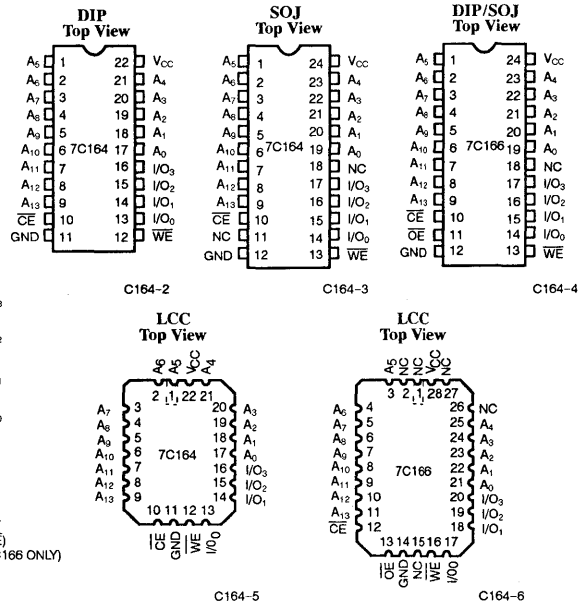 DIP
Top View
A5 1 22 VCC
A6 2 21 A4
A7 3 20 A3
A8 4 19 A2
A9 5 18 A1
A10 6 7C164 17 A0
A11 7 16 I/O3
A12 8 15 I/O2
A13 9 14 I/O1
CE 10 13 I/O0
GND 11 12 WE
C164-2
SOJ
Top View
A5 1 24 VCC
A6 2 23 A4
A7 3 22 A3
A8 4 21 A2
A9 5 20 A1
A10 6 7C164 19 A0
A11 7 18 NC
A12 8 17 I/O3
A13 9 16 I/O2
CE 10 15 I/O1
NC 11 14 I/O0
GND 12 13 WE
C164-3
DIP/SOJ
Top View
A5 1 24 VCC
A6 2 23 A4
A7 3 22 A3
A8 4 21 A2
A9 5 20 A1
A10 6 7C166 19 A0
A11 7 18 NC
A12 8 17 I/O3
A13 9 16 I/O2
CE 10 15 I/O1
OE 11 14 I/O0
GND 12 13 WE
C164-4
LCC
Top View
A6 A5 VCC A4
2 1 22 21
A7 3 20 A3
A8 4 19 A2
A9 5 18 A1
A10 6 17 A0
7C164
A11 7 16 I/O3
A12 8 15 I/O2
A13 9 14 I/O1
10 11 12 13
CE GND WE I/O0
C164-5
LCC
Top View
A5 NC NC VCC NC
3 2 1 28 27
A6 4 26 NC
A7 5 25 A4
A8 6 24 A3
A9 7 23 A2
A10 8 7C166 22 A1
A11 9 21 A0
A12 10 20 I/O3
A13 11 19 I/O2
CE 12 18 I/O1
13 14 15 16 17
OE GND NC WE I/O0
C164-6
166 ONLY)